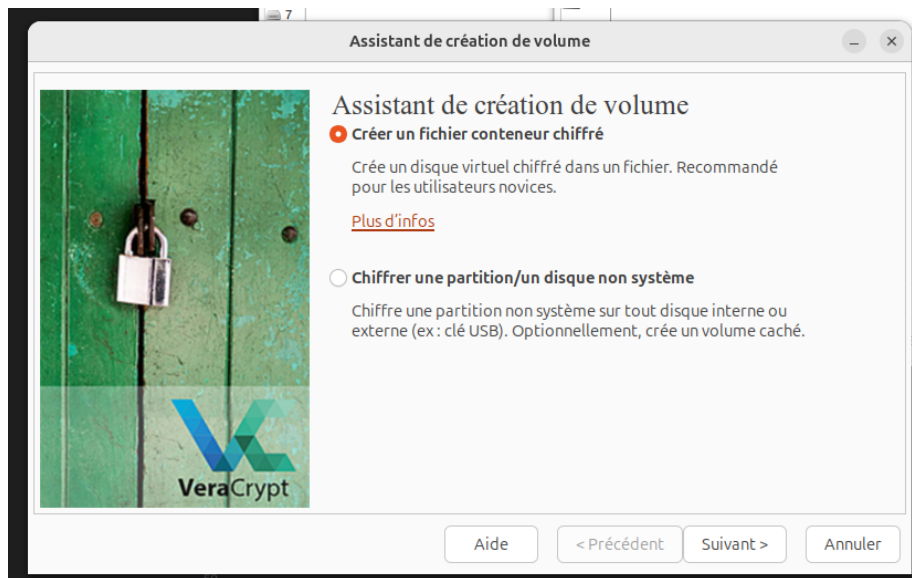 7
Assistant de création de volume
Assistant de création de volume
Créer un fichier conteneur chiffré
Crée un disque virtuel chiffré dans un fichier. Recommandé
pour les utilisateurs novices.
Plus d'infos
Chiffrer une partition/un disque non système
Chiffre une partition non système sur tout disque interne ou
externe (ex : clé USB). Optionnellement, crée un volume caché.
VeraCrypt
Aide
< Précédent
Suivant >
Annuler